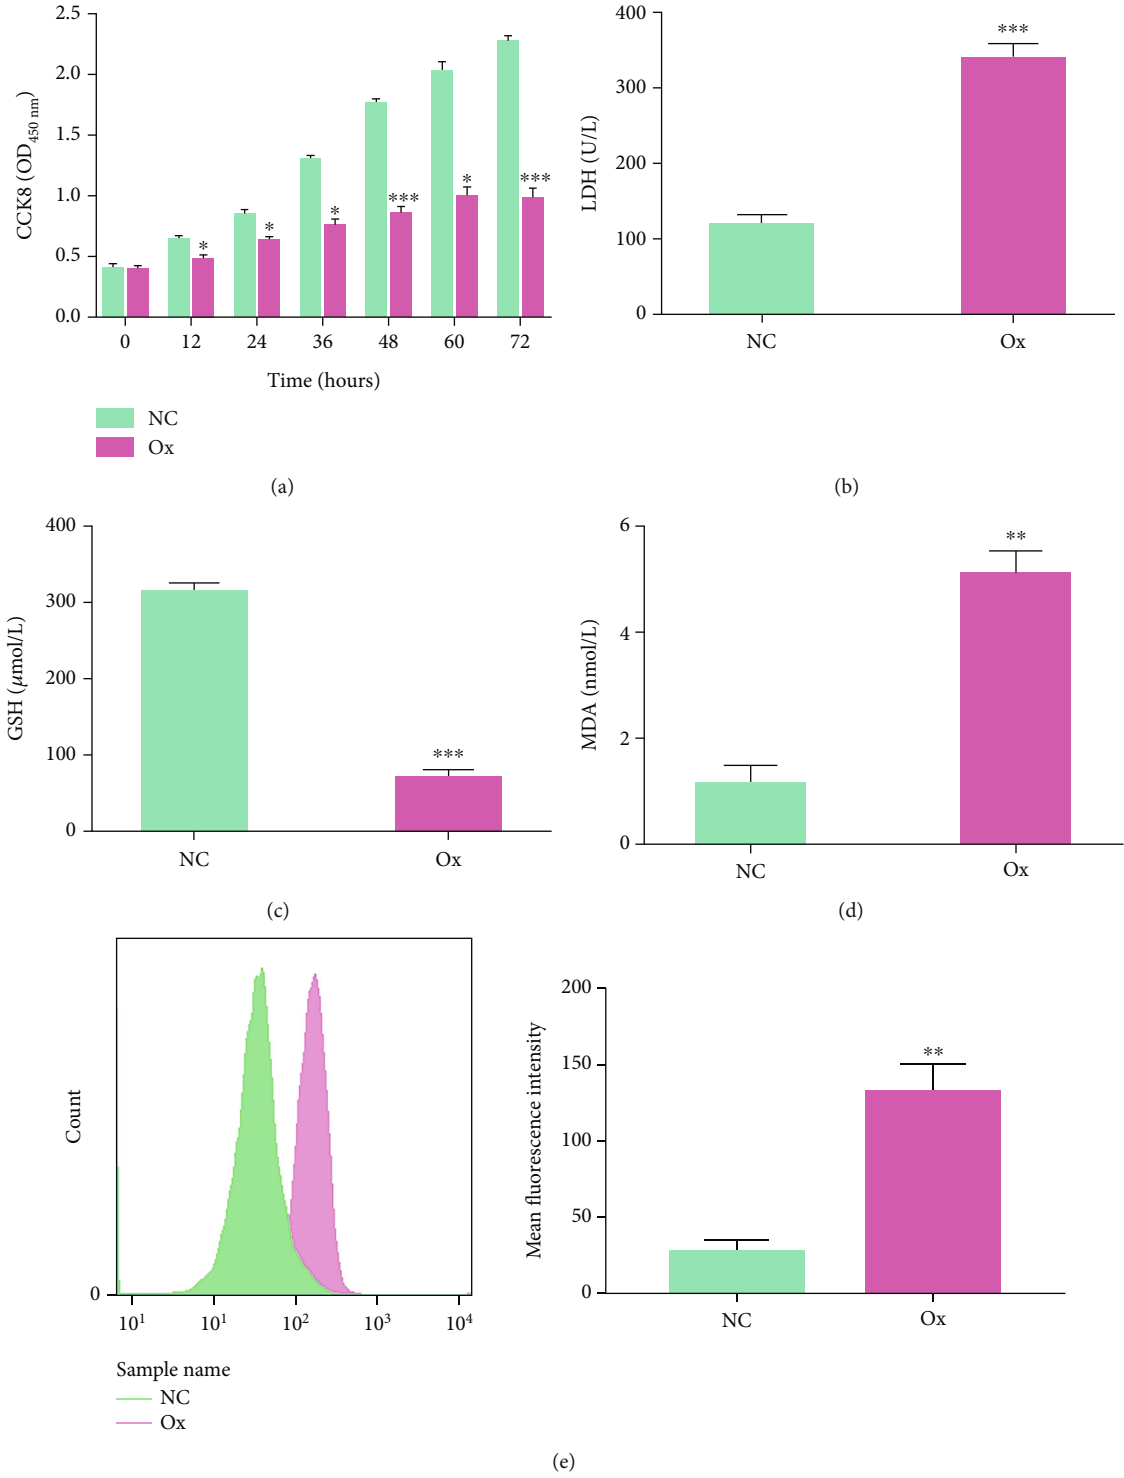 2.5
2.0
1.5
1.0
0.5
0.0
CCK8 (OD450 nm)
*
*
*
***
*
***
0 12 24 36 48 60 72
Time (hours)
NC
Ox
(a)
400
300
200
100
0
LDH (U/L)
***
NC Ox
(b)
400
300
200
100
0
GSH (μmol/L)
***
NC Ox
(c)
6
4
2
0
MDA (nmol/L)
**
NC Ox
(d)
Count
0
10¹ 10¹ 10² 10³ 10⁴
Sample name
NC
Ox
200
150
100
50
0
Mean fluorescence intensity
**
NC Ox
(e)